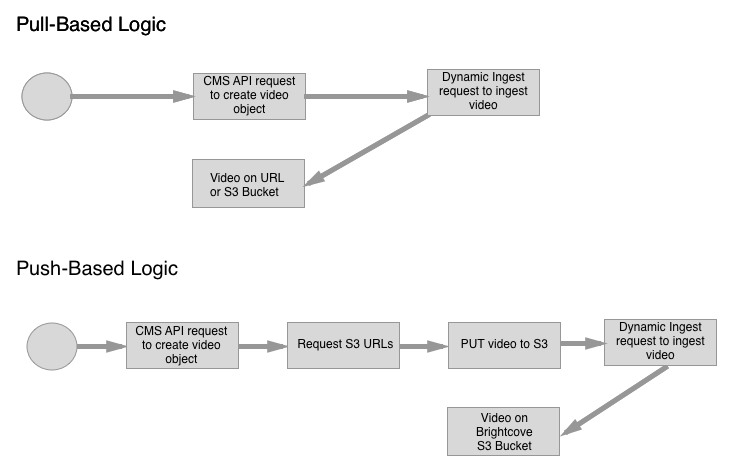 Pull-Based Logic
CMS API request
to create video
object
Dynamic Ingest
request to ingest
video
Video on URL
or S3 Bucket
Push-Based Logic
CMS API request
to create video
object
Request S3 URLs
PUT video to S3
Dynamic Ingest
request to ingest
video
Video on
Brightcove
S3 Bucket